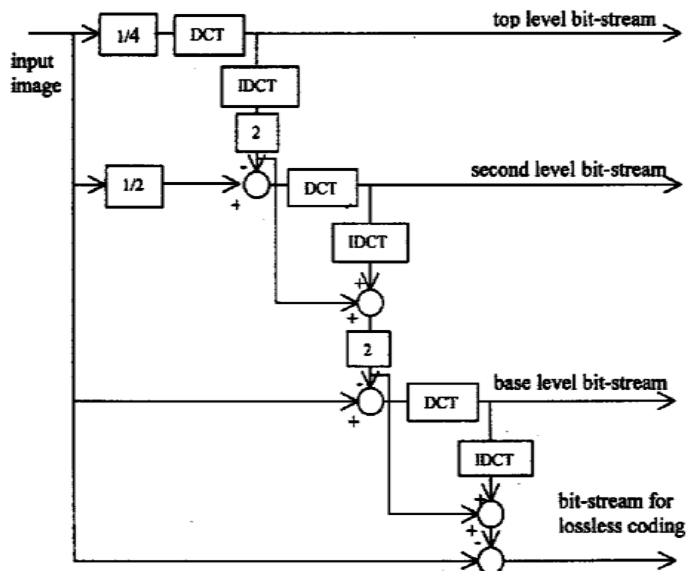 top level bit-stream
input
image
1/4
DCT
IDCT
2
-
second level bit-stream
1/2
+
DCT
IDCT
+
+
2
-
base level bit-stream
+
DCT
IDCT
+
+
-
bit-stream for
lossless coding